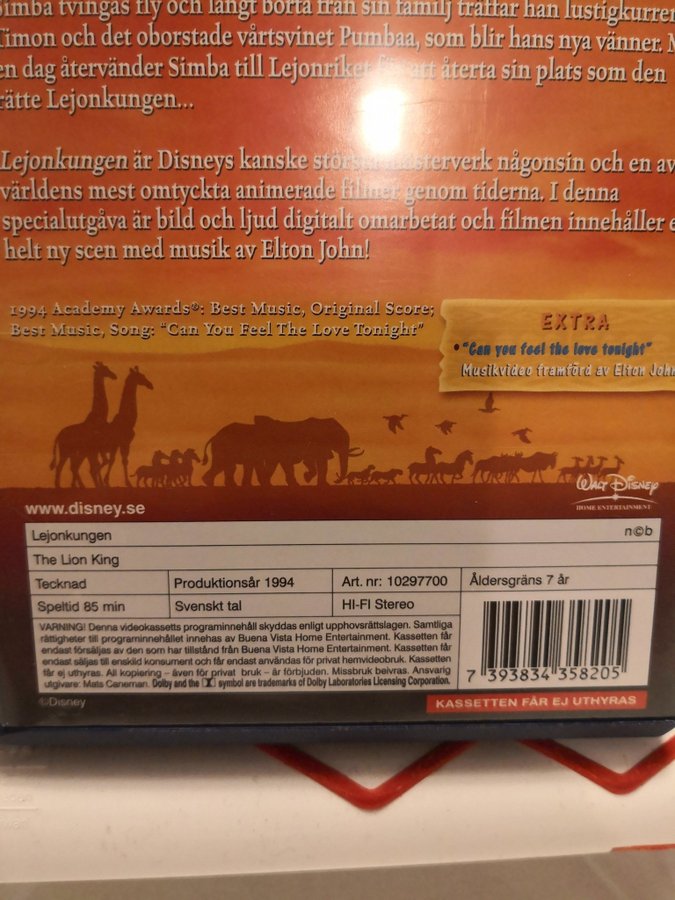 Simba tvingas fly och långt borta från sin familj träffar han lustigkurren
Timon och det oborstade vårtsvinet Pumbaa, som blir hans nya vänner. M
en dag återvänder Simba till Lejonriket för att återta sin plats som den
rätte Lejonkungen...
Lejonkungen är Disneys kanske största mästerverk någonsin och en av
världens mest omtyckta animerade filmer genom tiderna. I denna
specialutgåva är bild och ljud digitalt omarbetat och filmen innehåller e
helt ny scen med musik av Elton John!
1994 Academy Awards®: Best Music, Original Score;
Best Music, Song: "Can You Feel The Love Tonight"
EXTRA
• "Can you feel the love tonight"
Musikvideo framförd av Elton John
www.disney.se
Walt Disney
HOME ENTERTAINMENT
Lejonkungen n©b
The Lion King
Tecknad Produktionsår 1994 Art. nr: 10297700 Åldersgräns 7 år
Speltid 85 min Svenskt tal HI-FI Stereo
VARNING! Denna videokassetts programinnehåll skyddas enligt upphovsrättslagen. Samtliga
rättigheter till programinnehållet innehas av Buena Vista Home Entertainment. Kassetten får
endast försäljas av den som har tillstånd från Buena Vista Home Entertainment. Kassetten får
endast säljas till enskild konsument och får endast användas för privat hemvideobruk. Kassetten
får ej uthyras. All kopiering - även för privat bruk - är förbjuden. Missbruk beivras. Ansvarig
utgivare: Mats Caneman. Dolby and the symbol are trademarks of Dolby Laboratories Licensing Corporation.
7 393834 358205
©Disney
KASSETTEN FÅR EJ UTHYRAS